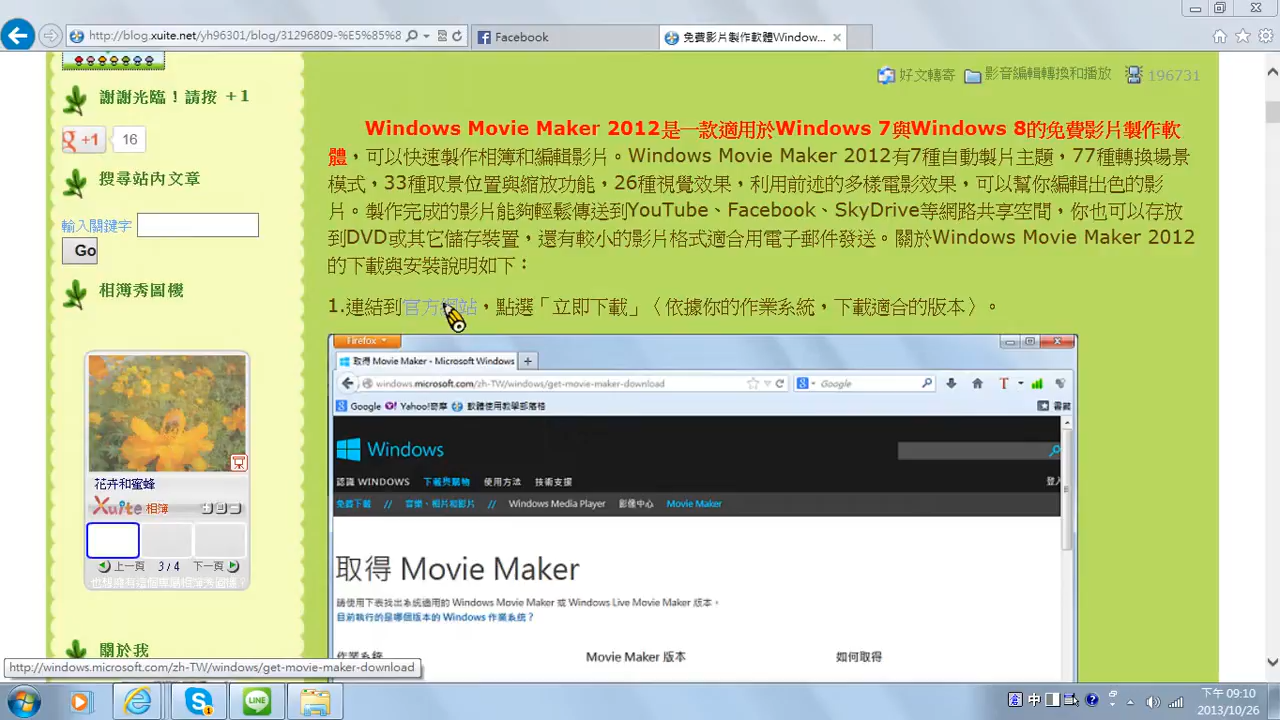 http://blog.xuite.net/yh96301/blog/31296809-%E5%85%8
Facebook
免費影片製作軟體Window...
謝謝光臨！請按 +1
+1
16
搜尋站內文章
輸入關鍵字
Go
相簿秀圖機
花卉和蜜蜂
Xuite 相簿
上一頁 3/4 下一頁
也想擁有這個專屬相簿秀圖機？
關於我
好文轉寄 影音編輯轉換和播放 196731
Windows Movie Maker 2012是一款適用於Windows 7與Windows 8的免費影片製作軟
體，可以快速製作相簿和編輯影片。Windows Movie Maker 2012有7種自動製片主題，77種轉換場景
模式，33種取景位置與縮放功能，26種視覺效果，利用前述的多樣電影效果，可以幫你編輯出色的影
片。製作完成的影片能夠輕鬆傳送到YouTube、Facebook、SkyDrive等網路共享空間，你也可以存放
到DVD或其它儲存裝置，還有較小的影片格式適合用電子郵件發送。關於Windows Movie Maker 2012
的下載與安裝說明如下：
1.連結到官方網站，點選「立即下載」〈依據你的作業系統，下載適合的版本〉。
Firefox
取得 Movie Maker - Microsoft Windows
windows.microsoft.com/zh-TW/windows/get-movie-maker-download
Google
Google Yahoo!奇摩 軟體使用教學部落格
書籤
Windows
認識 WINDOWS 下載與購物 使用方法 技術支援
登入
免費下載 // 音樂、相片和影片 // Windows Media Player 影像中心 Movie Maker
取得 Movie Maker
請使用下表找出系統適用的 Windows Movie Maker 或 Windows Live Movie Maker 版本。
目前執行的是哪個版本的 Windows 作業系統？
作業系統 Movie Maker 版本 如何取得
http://windows.microsoft.com/zh-TW/windows/get-movie-maker-download
LINE
中
下午 09:10
2013/10/26